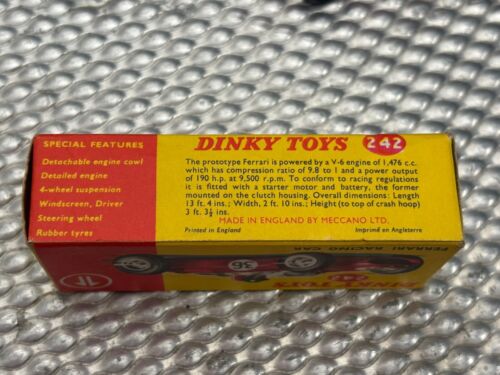 SPECIAL FEATURES
Detachable engine cowl
Detailed engine
4-wheel suspension
Windscreen, Driver
Steering wheel
Rubber tyres
DINKY TOYS 242
The prototype Ferrari is powered by a V-6 engine of 1,476 c.c.
which has compression ratio of 9.8 to 1 and a power output
of 190 h.p. at 9,500 r.p.m. To conform to racing regulations
it is fitted with a starter motor and battery, the former
mounted on the clutch housing. Overall dimensions: Length
13 ft. 4 ins.; Width, 2 ft. 10 ins.; Height (to top of crash hoop)
3 ft. 3½ ins.
MADE IN ENGLAND BY MECCANO LTD.
Printed in England Imprimé en Angleterre
FERRARI RACING CAR
DINKY TOYS
242
36